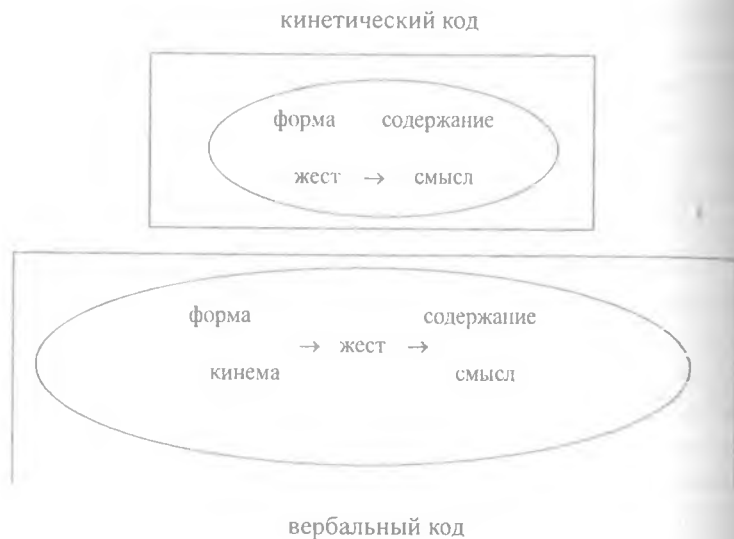 кинетический код
форма содержание
жест → смысл
форма содержание
→ жест →
кинема смысл
вербальный код